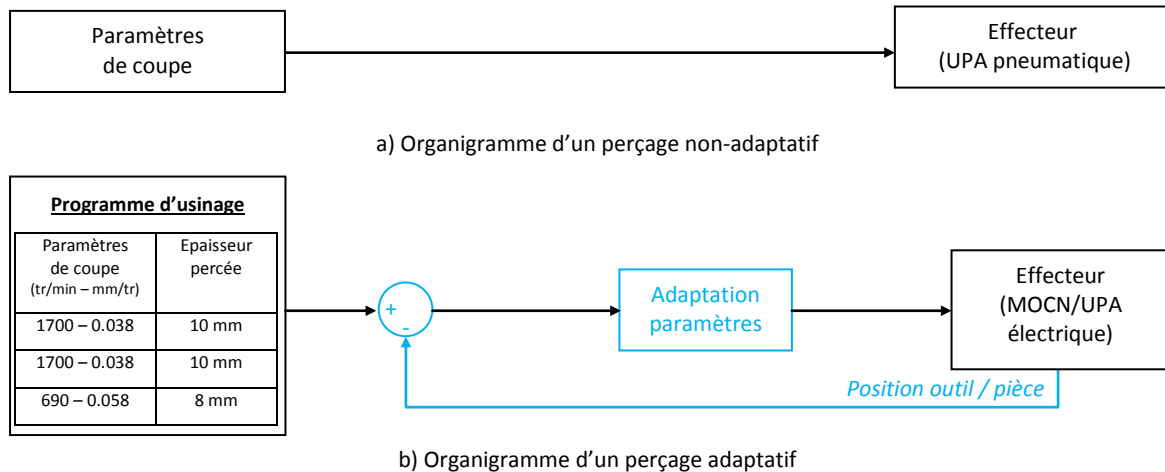 Paramètres
de coupe
Effecteur
(UPA pneumatique)
a) Organigramme d'un perçage non-adaptatif
Programme d'usinage
Paramètres
de coupe
(tr/min – mm/tr)
Epaisseur
percée
1700 – 0.038
10 mm
1700 – 0.038
10 mm
690 – 0.058
8 mm
+
-
Adaptation
paramètres
Effecteur
(MOCN/UPA
électrique)
Position outil / pièce
b) Organigramme d'un perçage adaptatif